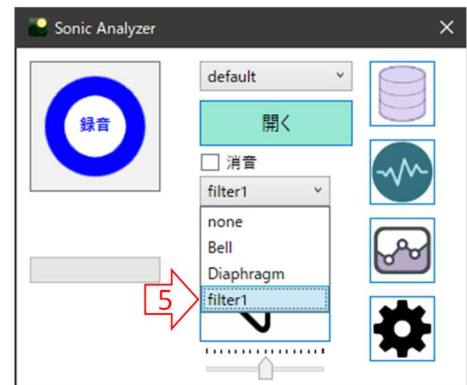 Sonic Analyzer
default
録音
開く
消音
filter1
none
Bell
Diaphragm
filter1
5